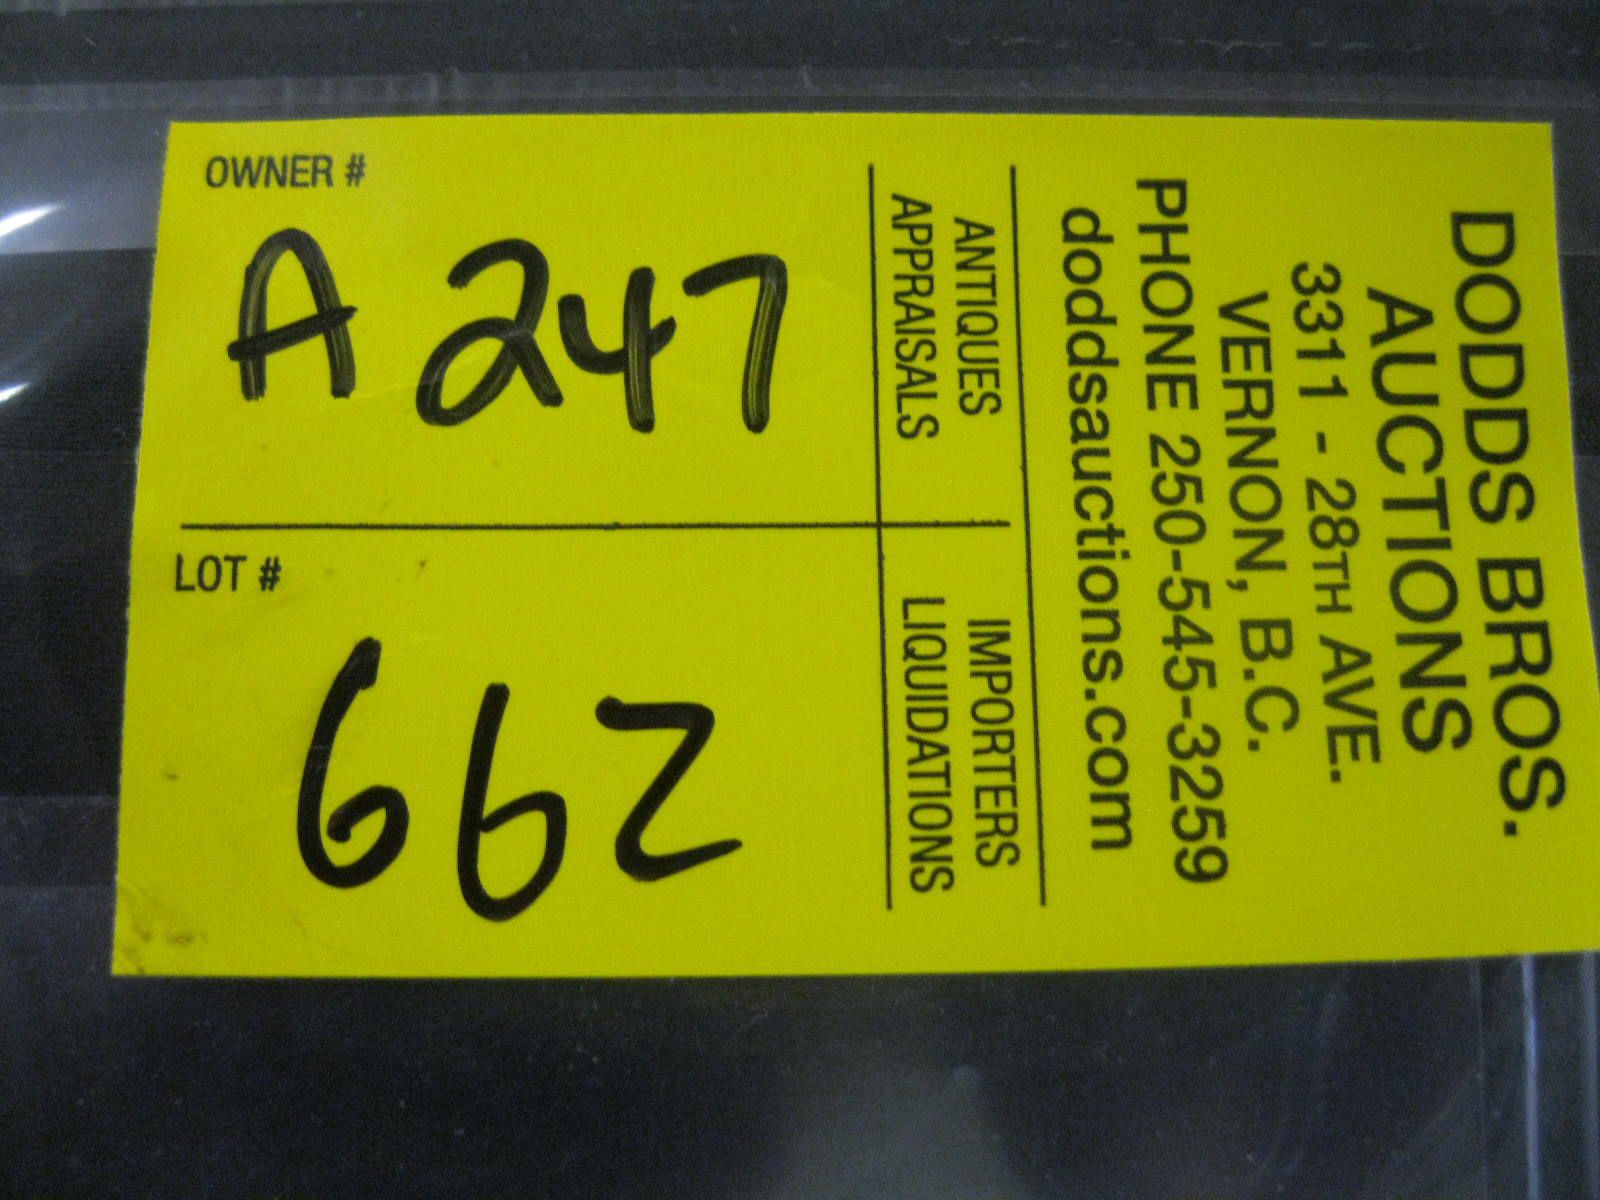 OWNER #
A 247
LOT #
662
ANTIQUES
APPRAISALS
IMPORTERS
LIQUIDATIONS
DODDS BROS.
AUCTIONS
3311 - 28TH AVE.
VERNON, B.C.
PHONE 250-545-3259
doddsauctions.com